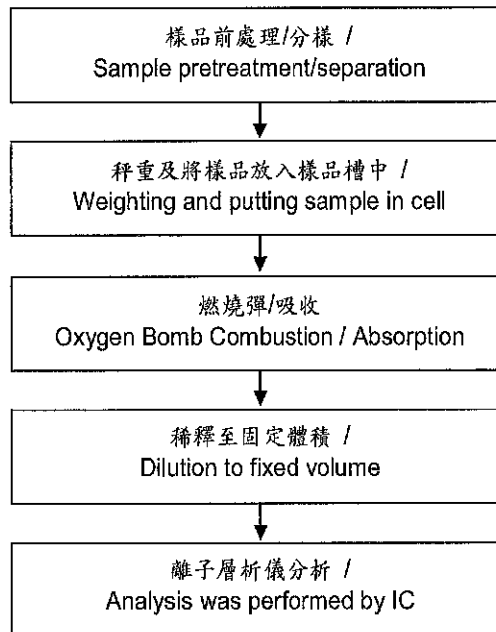 樣品前處理/分樣 /
Sample pretreatment/separation
秤重及將樣品放入樣品槽中 /
Weighting and putting sample in cell
燃燒彈/吸收
Oxygen Bomb Combustion / Absorption
稀釋至固定體積 /
Dilution to fixed volume
離子層析儀分析 /
Analysis was performed by IC